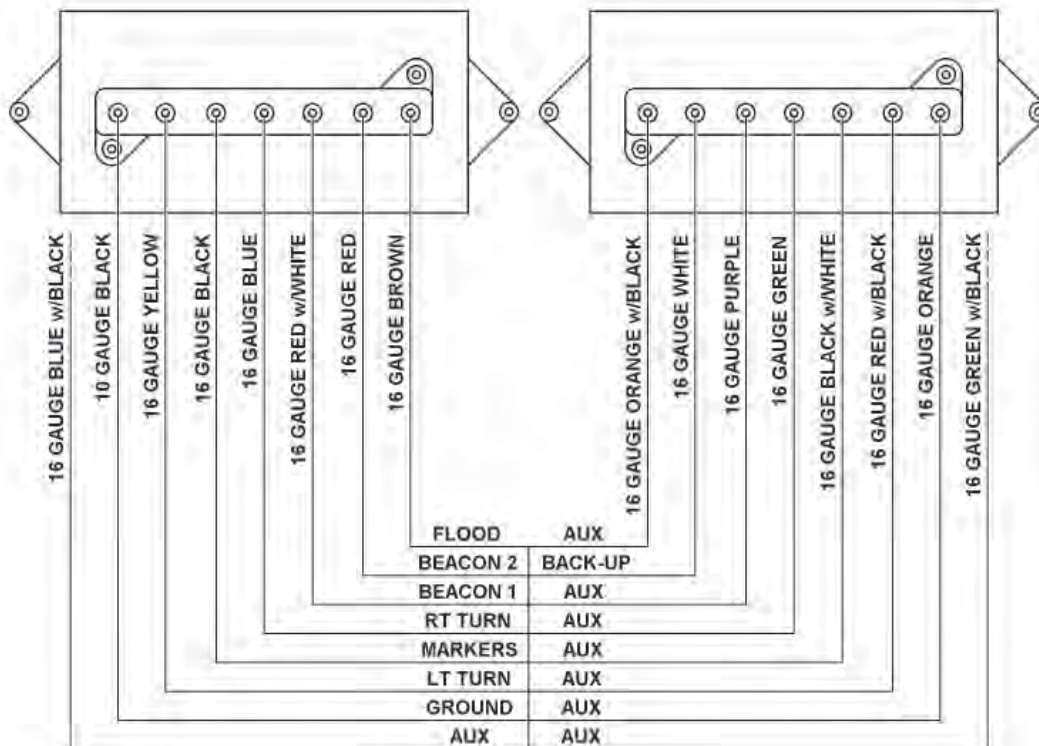 16 GAUGE BLUE w/BLACK
10 GAUGE BLACK
16 GAUGE YELLOW
16 GAUGE BLACK
16 GAUGE BLUE
16 GAUGE RED w/WHITE
16 GAUGE RED
16 GAUGE BROWN
16 GAUGE ORANGE w/BLACK
16 GAUGE WHITE
16 GAUGE PURPLE
16 GAUGE GREEN
16 GAUGE BLACK w/WHITE
16 GAUGE RED w/BLACK
16 GAUGE ORANGE
16 GAUGE GREEN w/BLACK
FLOOD AUX
BEACON 2 BACK-UP
BEACON 1 AUX
RT TURN AUX
MARKERS AUX
LT TURN AUX
GROUND AUX
AUX AUX